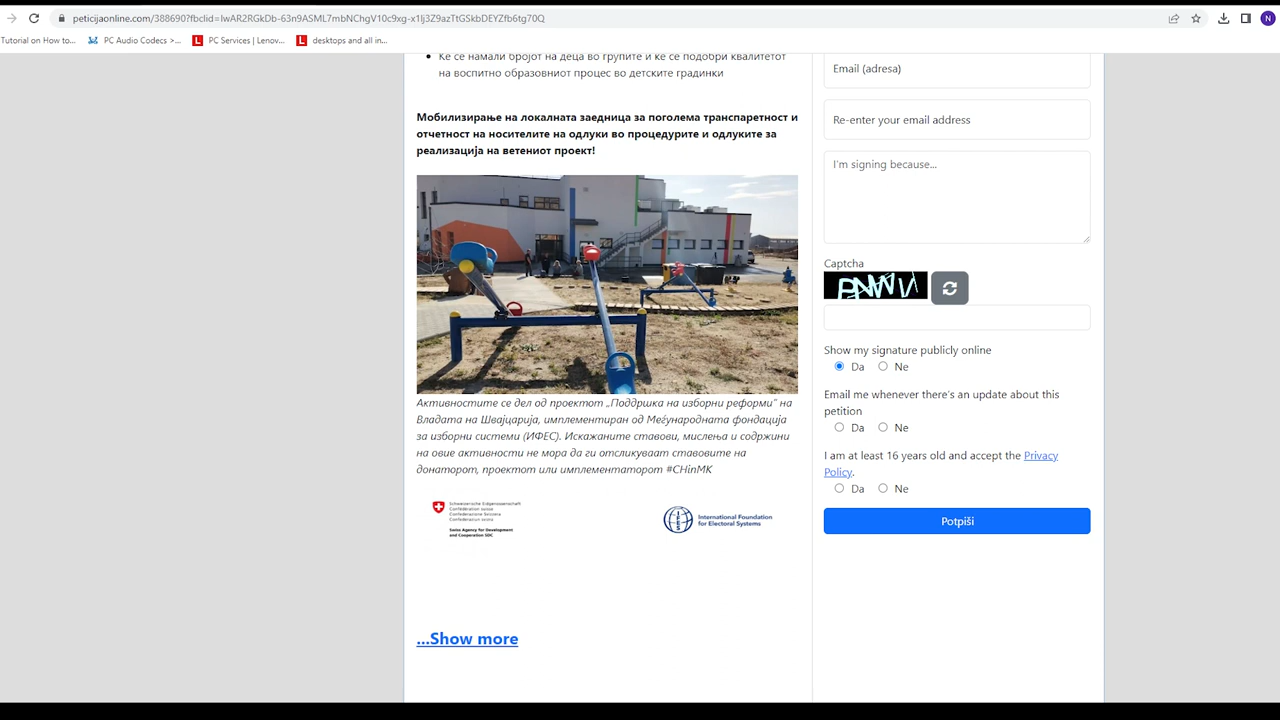 peticijaonline.com/388690?fbclid=IwAR2RGkDb-63n9ASML7mbNChgV10c9xg-x1Ij3Z9azTtGSkbDEYZfb6tg70Q
N
Tutorial on How to...
PC Audio Codecs >...
L
PC Services | Lenov...
L
desktops and all in...
Ќе се намали бројот на деца во групите и ќе се подобри квалитетот
на воспитно образовниот процес во детските градинки
Мобилизирање на локалната заедница за поголема транспаретност и
отчетност на носителите на одлуки во процедурите и одлуките за
реализација на ветениот проект!
Активностите се дел од проектот „Поддршка на изборни реформи“ на
Владата на Швајцарија, имплементиран од Меѓународната фондација
за изборни системи (ИФЕС). Искажаните ставови, мислења и содржини
на овие активности не мора да ги отсликуваат ставовите на
донаторот, проектот или имплементаторот #CHinMK
Schweizerische Eidgenossenschaft
Confédération suisse
Confederazione Svizzera
Confederaziun svizra
Swiss Agency for Development
and Cooperation SDC
International Foundation
for Electoral Systems
...Show more
Email (adresa)
Re-enter your email address
I'm signing because...
Captcha
Show my signature publicly online
Da Ne
Email me whenever there's an update about this
petition
Da Ne
I am at least 16 years old and accept the Privacy
Policy.
Da Ne
Potpiši